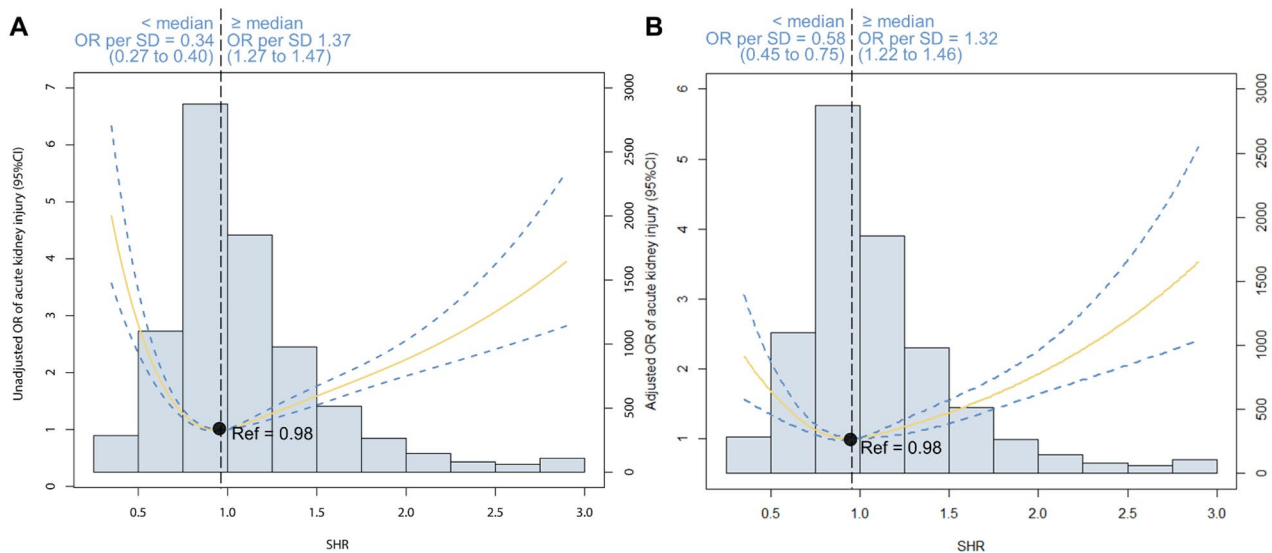 A
< median
OR per SD = 0.34
(0.27 to 0.40)
≥ median
OR per SD 1.37
(1.27 to 1.47)
Unadjusted OR of acute kidney injury (95%CI)
7
6
5
4
3
2
1
0
3000
2500
2000
1500
1000
500
0
Ref = 0.98
0.5 1.0 1.5 2.0 2.5 3.0
SHR
B
< median
OR per SD = 0.58
(0.45 to 0.75)
≥ median
OR per SD = 1.32
(1.22 to 1.46)
Adjusted OR of acute kidney injury (95%CI)
6
5
4
3
2
1
3000
2500
2000
1500
1000
500
0
Ref = 0.98
0.5 1.0 1.5 2.0 2.5 3.0
SHR